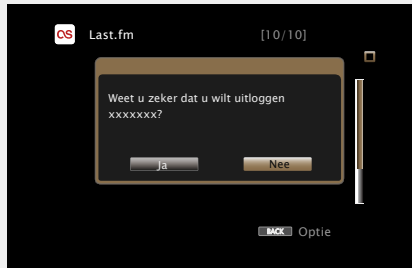 Last.fm [10/10]
Weet u zeker dat u wilt uitloggen
xxxxxxx?
Ja Nee
BACK Optie